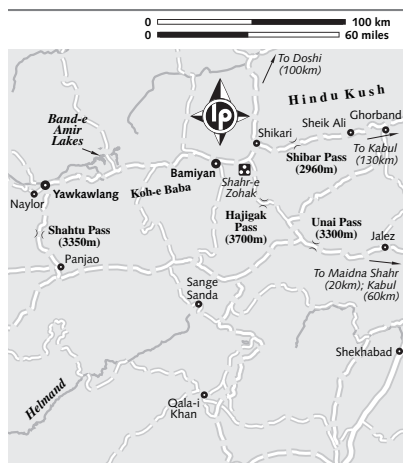 0 100 km
0 60 miles
To Doshi
(100km)
Hindu Kush
Ghorband
Sheik Ali
Band-e
Amir
Lakes
lp
Shikari
To Kabul
(130km)
Shibar Pass
(2960m)
Bamiyan
Shahr-e
Zohak
Yawkawlang
Koh-e Baba
Naylor
Hajigak
Pass
(3700m)
Unai Pass
(3300m)
Shahtu Pass
(3350m)
Jalez
Panjao
To Maidna Shahr
(20km); Kabul
(60km)
Sange
Sanda
Shekhabad
Helmand
Qala-i
Khan